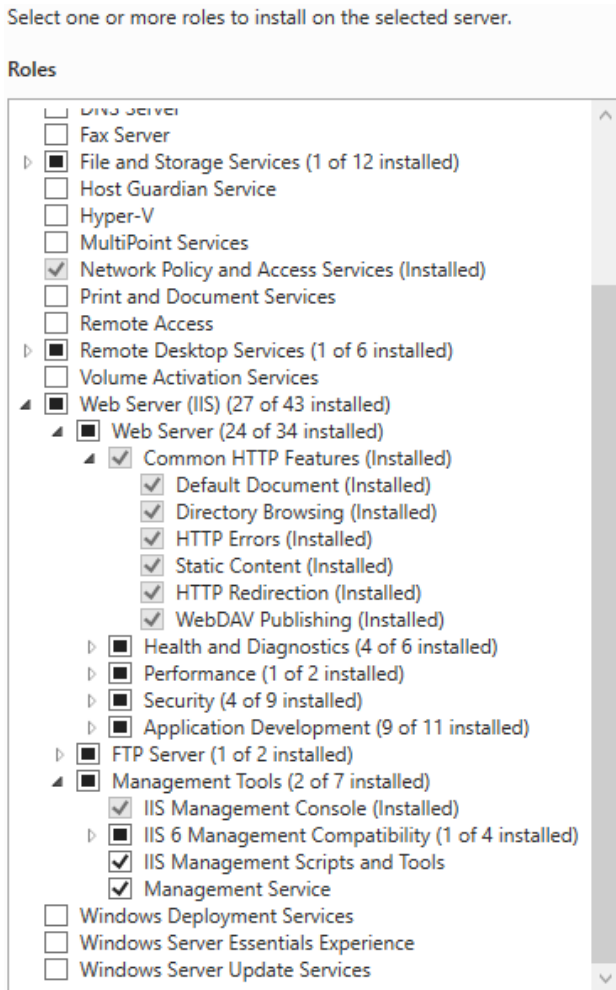 Select one or more roles to install on the selected server.
Roles
DNS Server
Fax Server
File and Storage Services (1 of 12 installed)
Host Guardian Service
Hyper-V
MultiPoint Services
Network Policy and Access Services (Installed)
Print and Document Services
Remote Access
Remote Desktop Services (1 of 6 installed)
Volume Activation Services
Web Server (IIS) (27 of 43 installed)
Web Server (24 of 34 installed)
Common HTTP Features (Installed)
Default Document (Installed)
Directory Browsing (Installed)
HTTP Errors (Installed)
Static Content (Installed)
HTTP Redirection (Installed)
WebDAV Publishing (Installed)
Health and Diagnostics (4 of 6 installed)
Performance (1 of 2 installed)
Security (4 of 9 installed)
Application Development (9 of 11 installed)
FTP Server (1 of 2 installed)
Management Tools (2 of 7 installed)
IIS Management Console (Installed)
IIS 6 Management Compatibility (1 of 4 installed)
IIS Management Scripts and Tools
Management Service
Windows Deployment Services
Windows Server Essentials Experience
Windows Server Update Services